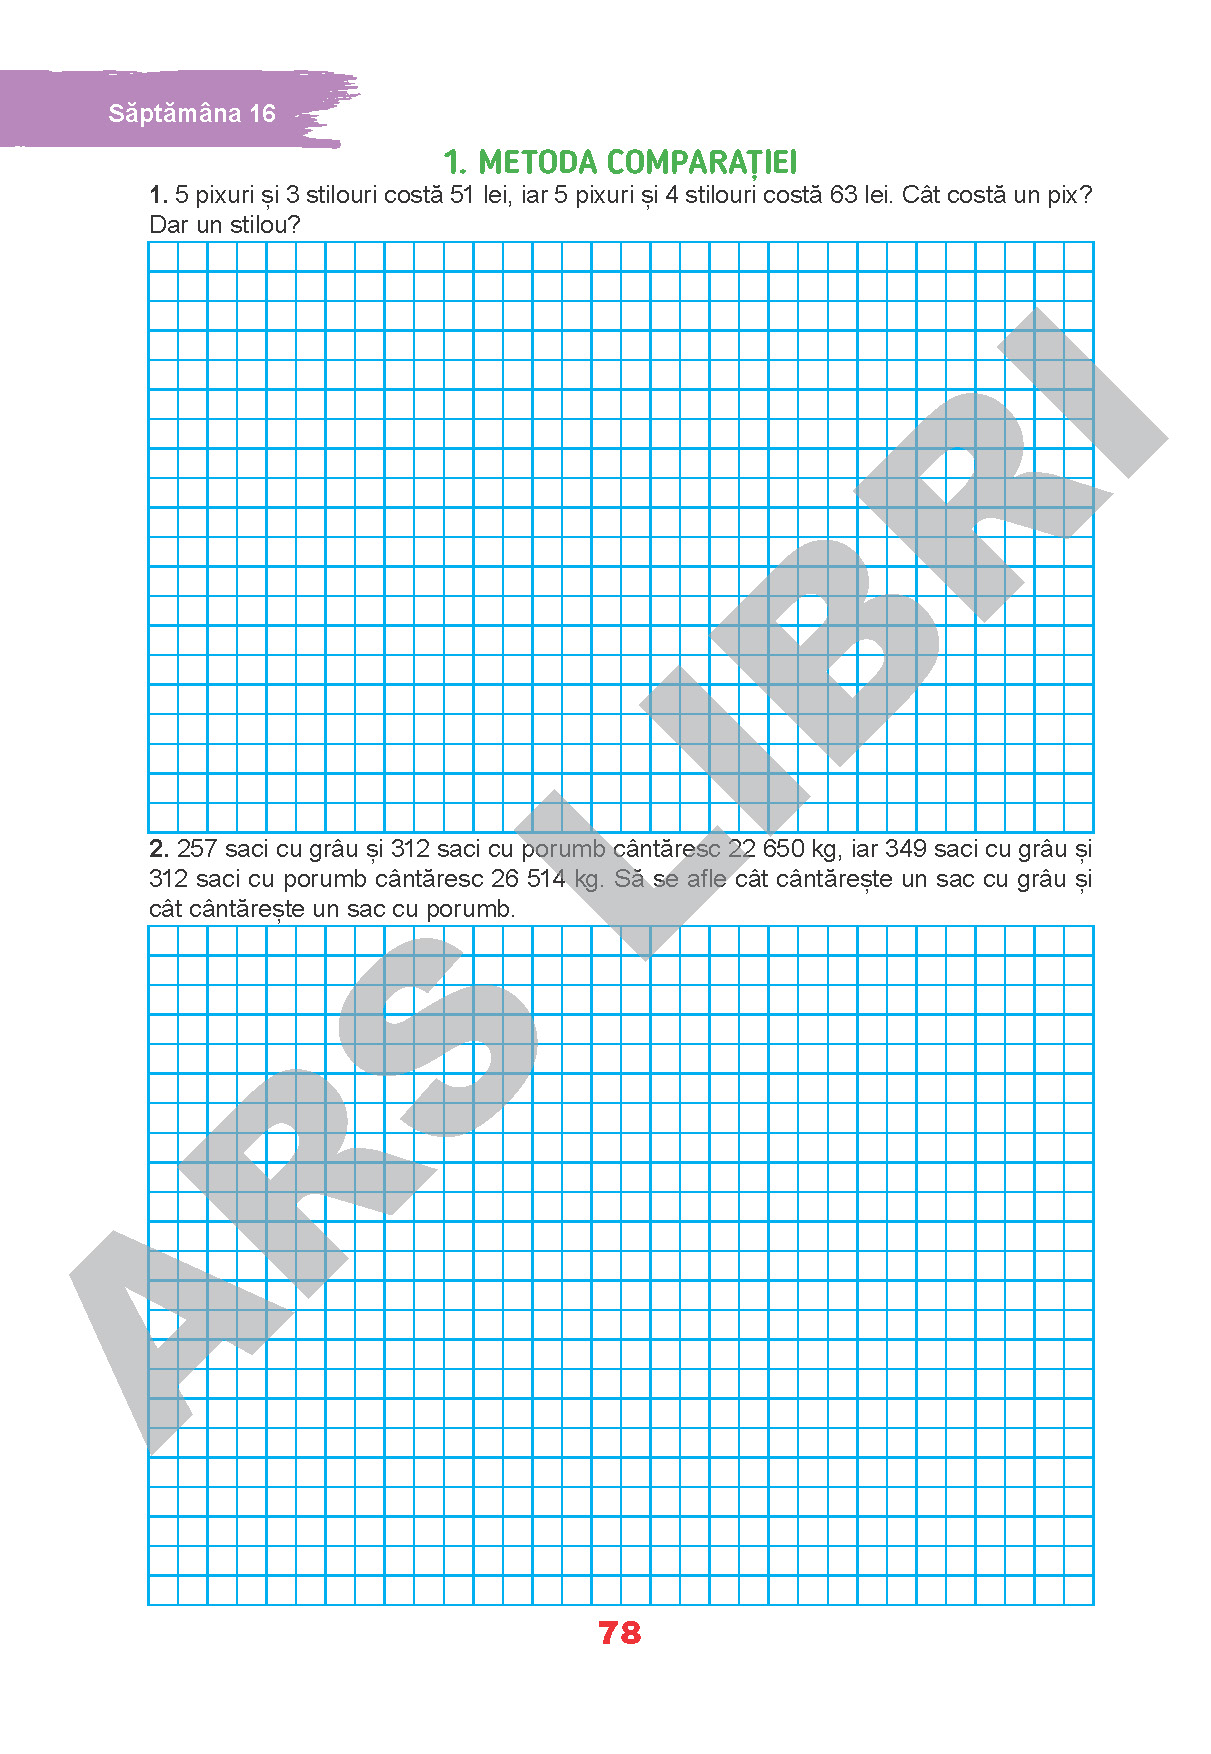 Săptămâna 16
1. METODA COMPARAȚIEI
1. 5 pixuri și 3 stilouri costă 51 lei, iar 5 pixuri și 4 stilouri costă 63 lei. Cât costă un pix?
Dar un stilou?
2. 257 saci cu grâu și 312 saci cu porumb cântăresc 22 650 kg, iar 349 saci cu grâu și
312 saci cu porumb cântăresc 26 514 kg. Să se afle cât cântărește un sac cu grâu și
cât cântărește un sac cu porumb.
ARS LIBRI
78